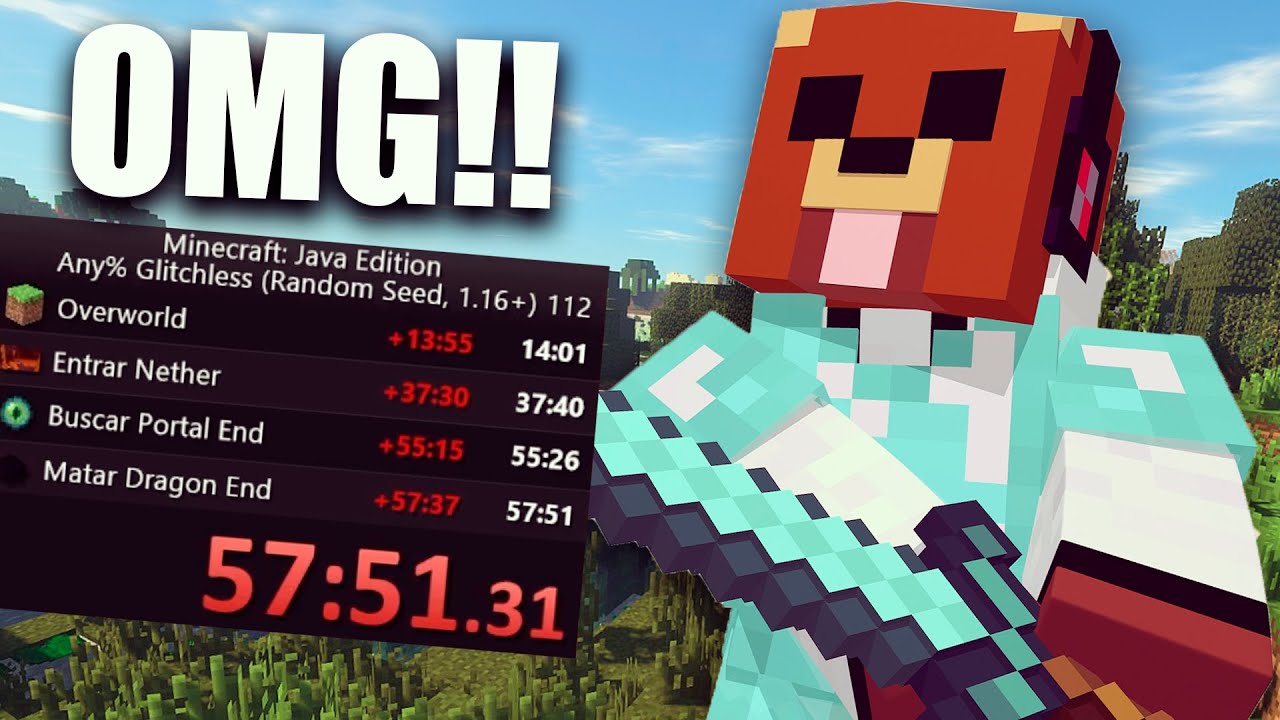 OMG!!
Minecraft: Java Edition
Any% Glitchless (Random Seed, 1.16+) 112
Overworld +13:55 14:01
Entrar Nether +37:30 37:40
Buscar Portal End +55:15 55:26
Matar Dragon End +57:37 57:51
57:51.31